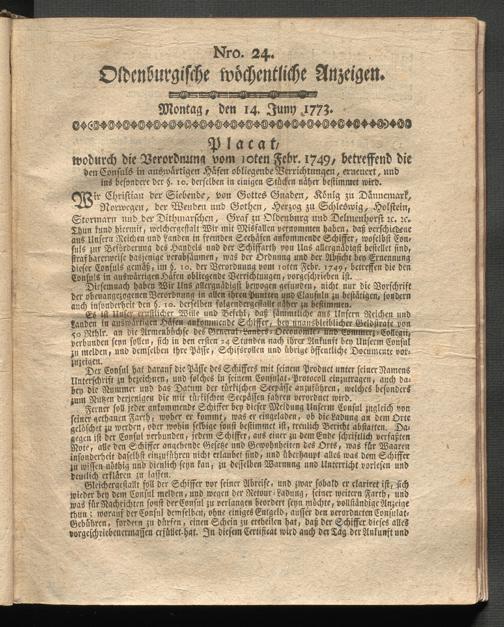 Nro. 24.
Oldenburgische wöchentliche Anzeigen.
Montag, den 14. Juny 1773.
Placat,
wodurch die Verordnung vom 10ten Febr. 1749, betreffend die
den Consuls in auswärtigen Häfen obliegende Verrichtungen, erneuert, und
ins besondere der §. 10. derselben in einigen Stücken näher bestimmet wird.
Wir Christian der Siebende, von Gottes Gnaden, König zu Dännemark,
Norwegen, der Wenden und Gothen, Herzog zu Schleswig, Holstein,
Stormarn und der Dithmarschen, Graf zu Oldenburg und Delmenhorst ꝛc. ꝛc.
Thun kund hiermit, welchergestalt Wir mit Misfallen vernommen haben, daß verschiedene
aus Unsern Reichen und Landen in fremden Seehäfen ankommende Schiffer, woselbst Con-
suls zur Beförderung des Handels und der Schiffarth von Uns allergnädigst bestellet sind,
straf barerweise dasjenige verabsäumen, was der Ordnung und der Absicht bey Ernennung
dieser Consuls gemäß, im §. 10. der Verordnung vom 10ten Febr. 1749, betreffend die den
Consuls in auswärtigen Häfen obliegende Verrichtungen, vorgeschrieben ist.
Diesemnach haben Wir Uns allergnädigst bewogen gefunden, nicht nur die Vorschrift
der obenangezogenen Verordnung in allen ihren Puncten und Clausuln zu bestätigen, sondern
auch insonderheit den §. 10. derselben folgendergestalt näher zu bestimmen.
Es ist Unser ernstlicher Wille und Befehl, daß sämmtliche aus Unsern Reichen und
Landen in auswärtigen Häfen ankommende Schiffer, bey unausbleiblicher Geldstrafe von
50 Rthlr. an die Armenbüchse des General-Landes-Oeconomie- und Commerz-Collegii,
verbunden seyn sollen, sich in den ersten 24 Stunden nach ihrer Ankunft bey Unserm Consul
zu melden, und demselben ihre Pässe, Schifsrollen und übrige öffentliche Documente vor-
zuzeigen.
Der Consul hat darauf die Pässe des Schiffers mit seinem Product unter seiner Namens
Unterschrift zu bezeichnen, und solches in seinem Consulat-Protocoll einzutragen, auch da-
bey die Nummer und das Datum der türkischen Seepässe anzuführen, welches besonders
zum Nutzen derjenigen die mit türkischen Seepässen fahren verordnet wird.
Ferner soll jeder ankommende Schiffer bey dieser Meldung Unserm Consul zugleich von
seiner gethanen Farth, woher er kommt, was er eingeladen, ob die Ladung an dem Orte
gelöschet zu werden, oder wohin selbige sonst bestimmet ist, treulich Bericht abstatten. Da-
gegen ist der Consul verbunden, jedem Schiffer, aus einer zu dem Ende schriftlich verfaßten
Note, alle den Schiffer angehende Gesetze und Gewohnheiten des Orts, was für Waaren
insonderheit daselbst einzuführen nicht erlaubet sind, und überhaupt alles was dem Schiffer
zu wissen nöthig und dienlich seyn kan, zu dessselben Warnung und Unterricht vorlesen und
deutlich erklären zu lassen.
Gleichergestalt soll der Schiffer vor seiner Abreise, und zwar sobald er clariret ist, sich
wieder bey dem Consul melden, und wegen der Retour-Ladung, seiner weitern Farth, und
was für Nachrichten sonst der Consul zu verlangen beordert seyn möchte, vollständige Anzeige
thun; worauf der Consul demselben, ohne einiges Entgeld, ausser den verordneten Consulat-
Gebühren, fordern zu dürfen, einen Schein zu ertheilen hat, daß der Schiffer dieses alles
vorgeschriebenermassen erfüllet hat. In diesem Certificat wird auch der Tag der Ankunft und